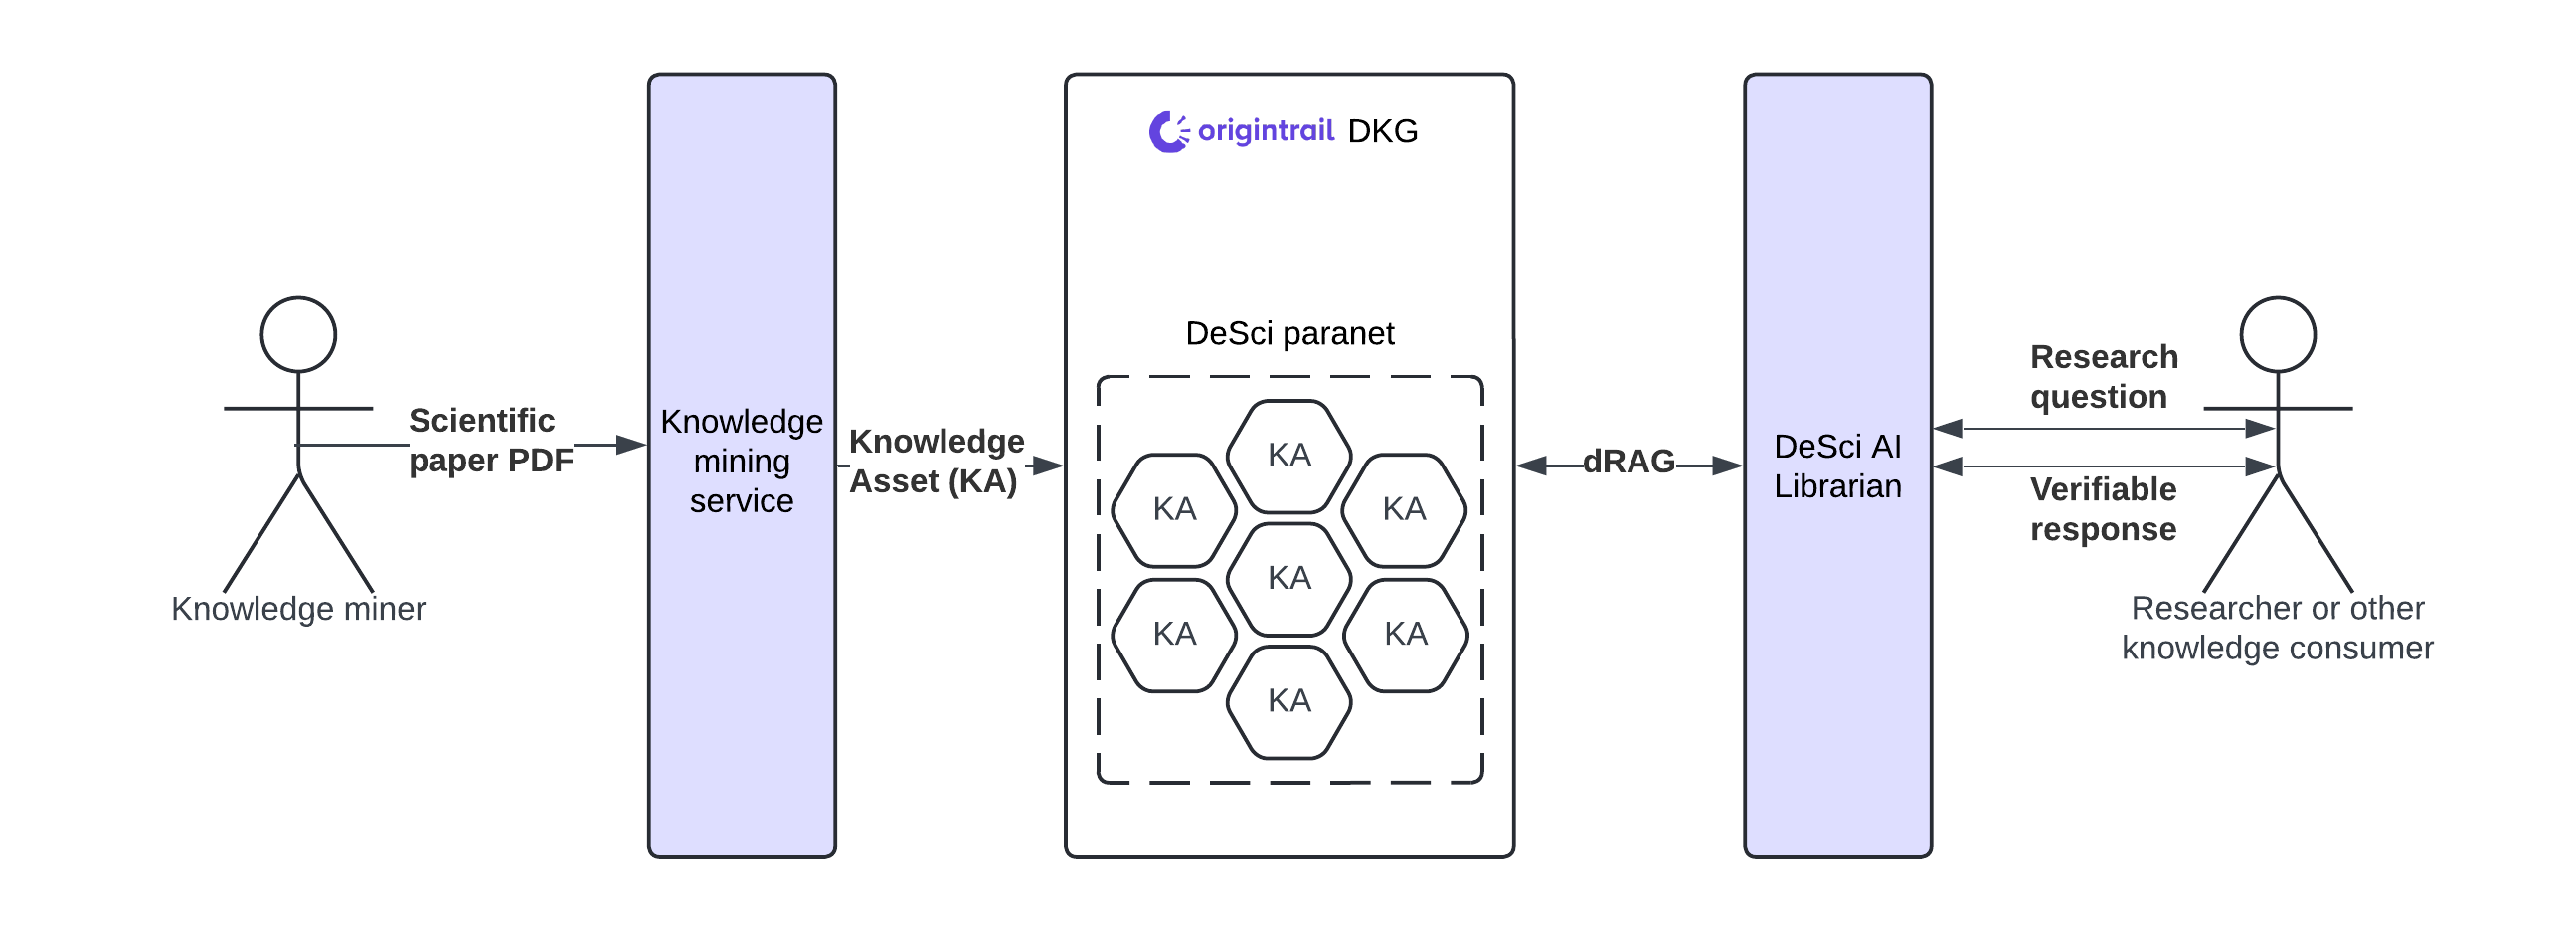 origintrail DKG
DeSci paranet
Scientific
paper PDF
Knowledge miner
Knowledge
mining
service
Knowledge
Asset (KA)
KA
KA
KA
KA
KA
KA
KA
dRAG
DeSci AI
Librarian
Research
question
Verifiable
response
Researcher or other
knowledge consumer